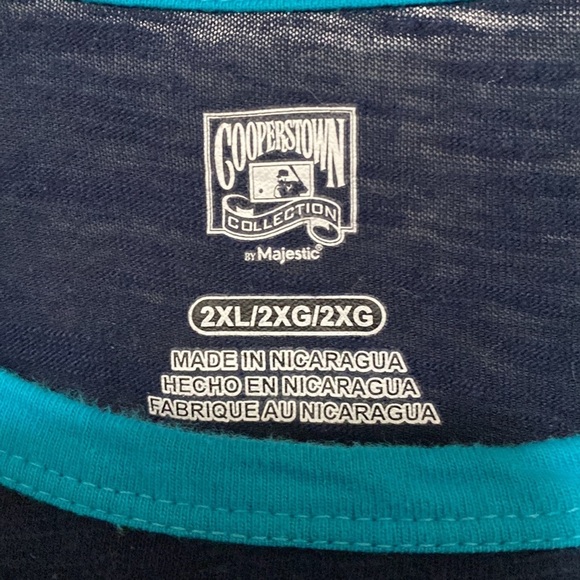 COOPERSTOWN
COLLECTION
BY Majestic®
2XL/2XG/2XG
MADE IN NICARAGUA
HECHO EN NICARAGUA
FABRIQUE AU NICARAGUA